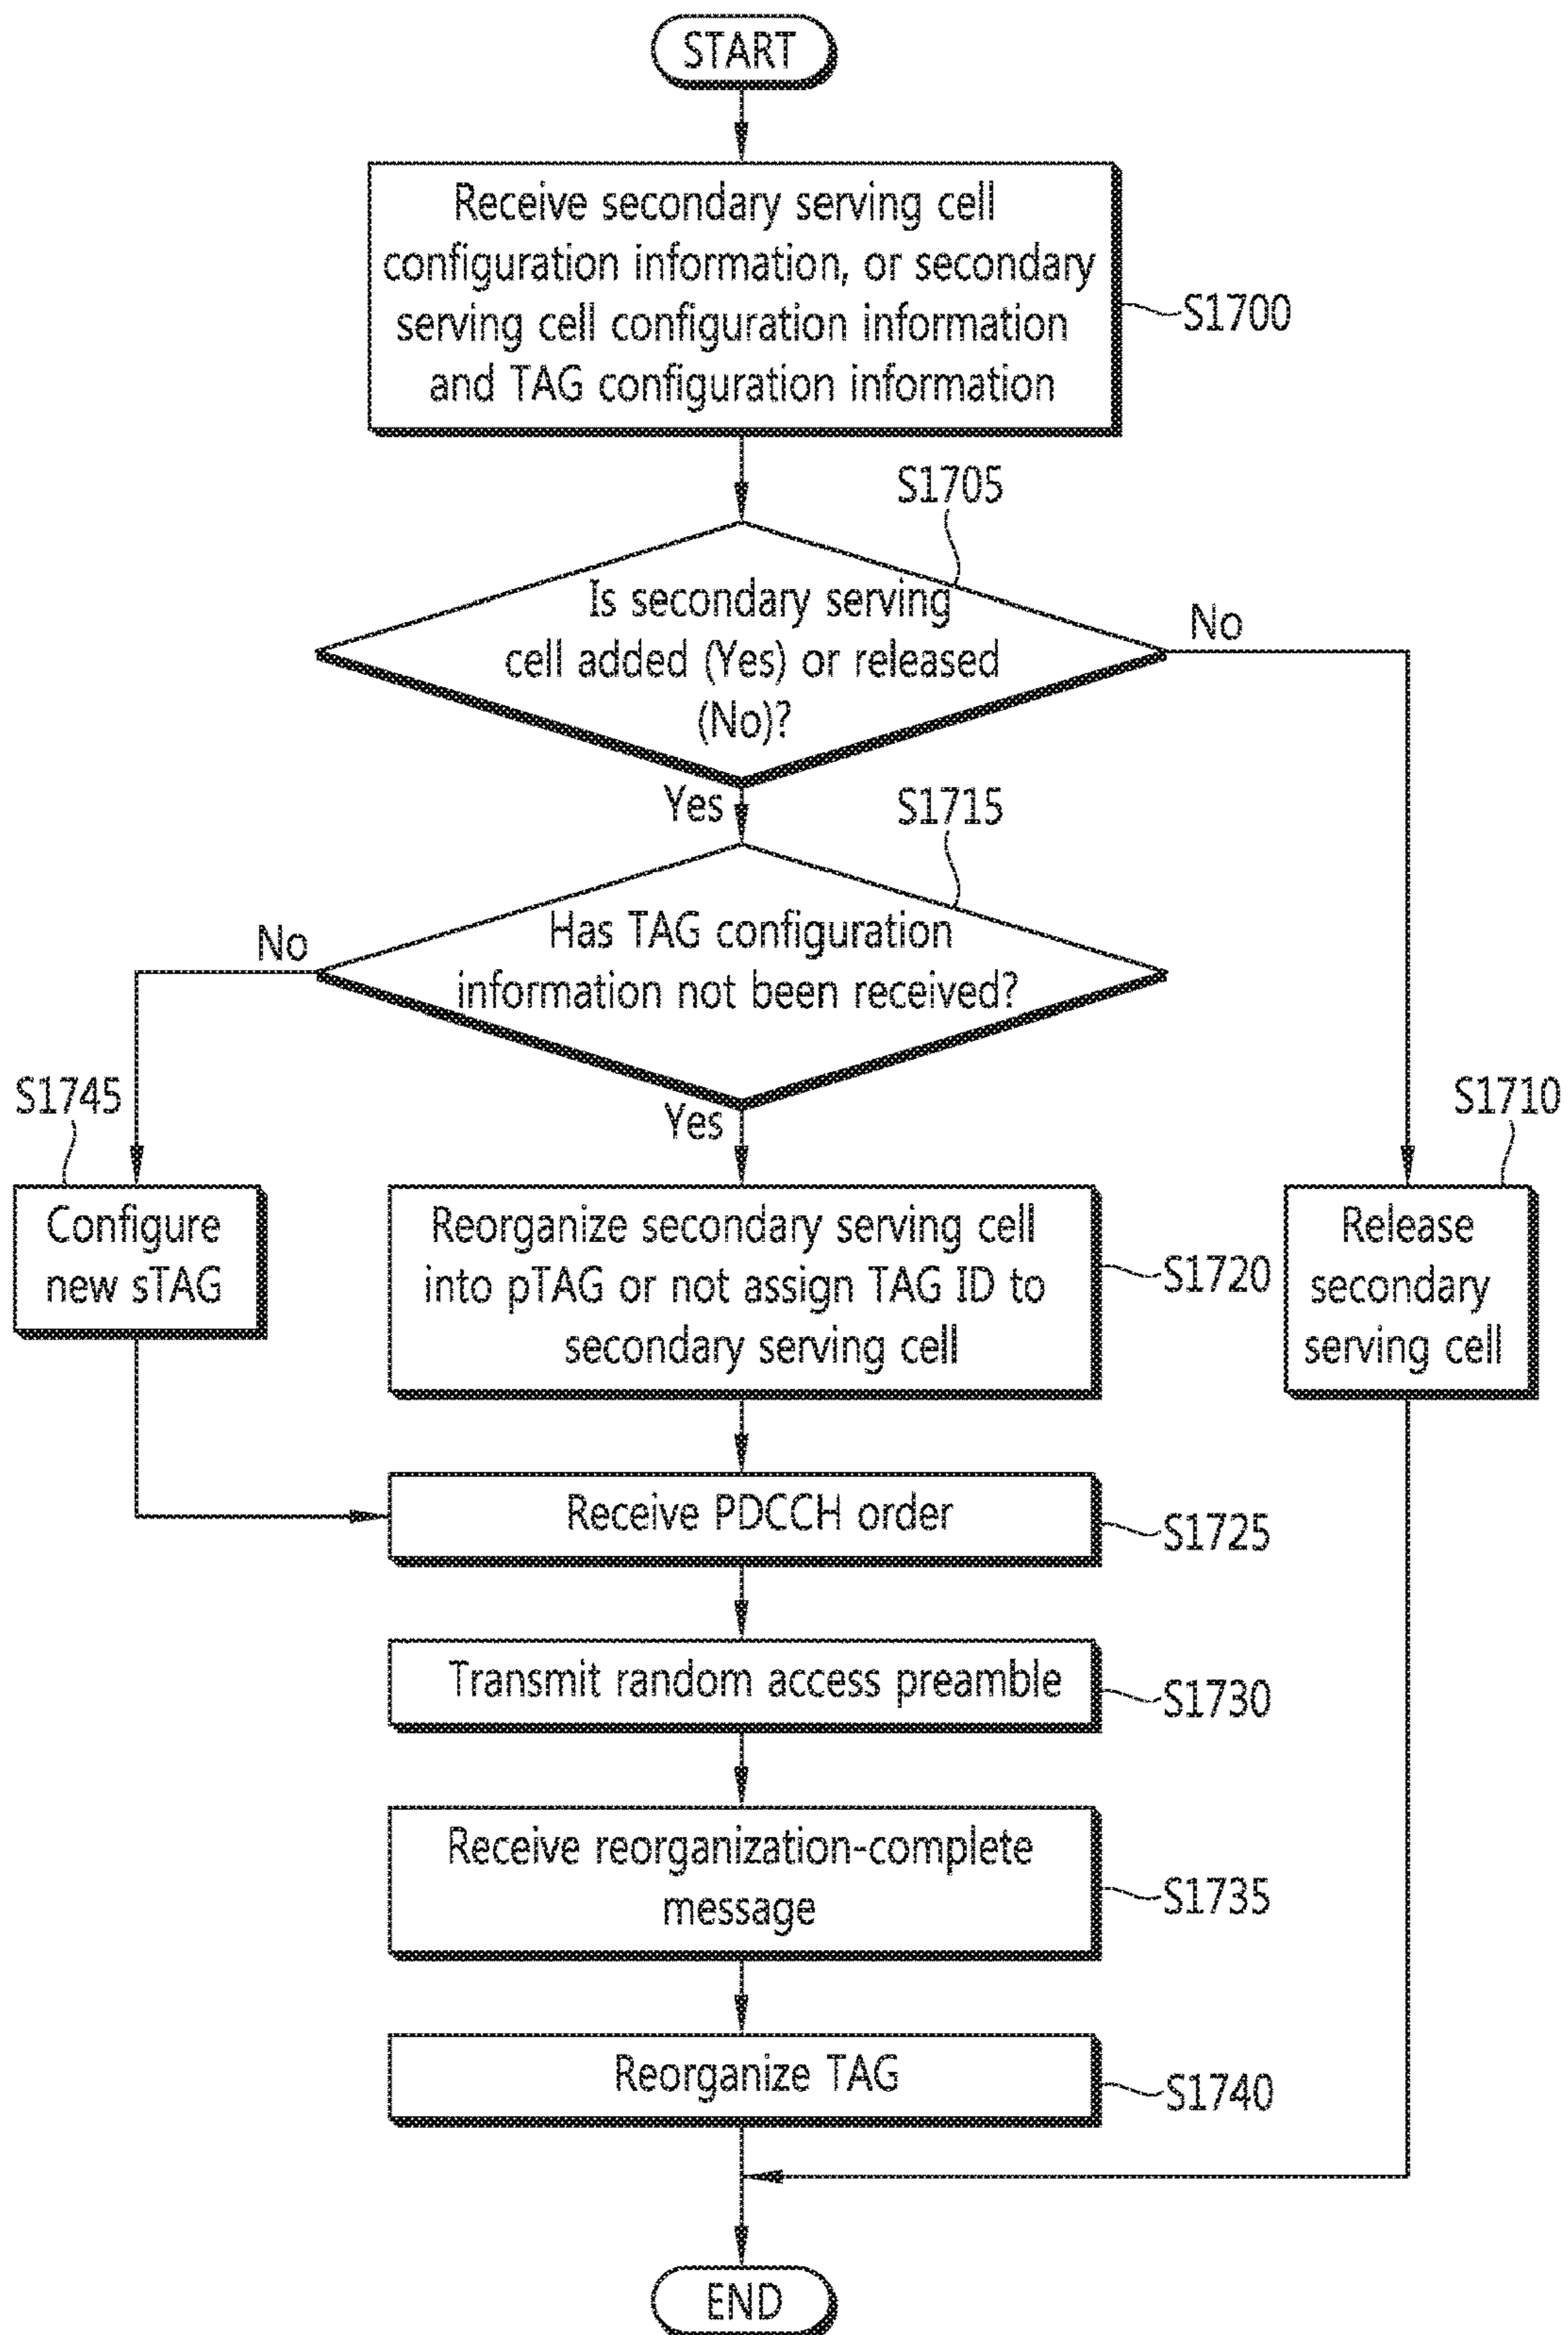 START
Receive secondary serving cell
configuration information, or secondary
serving cell configuration information
and TAG configuration information
S1700
S1705
Is secondary serving
cell added (Yes) or released
(No)?
No
Yes
S1715
Has TAG configuration
information not been received?
No
Yes
S1745
Configure
new sTAG
Reorganize secondary serving cell
into pTAG or not assign TAG ID to
secondary serving cell
S1720
S1710
Release
secondary
serving cell
Receive PDCCH order
S1725
Transmit random access preamble
S1730
Receive reorganization-complete
message
S1735
Reorganize TAG
S1740
END